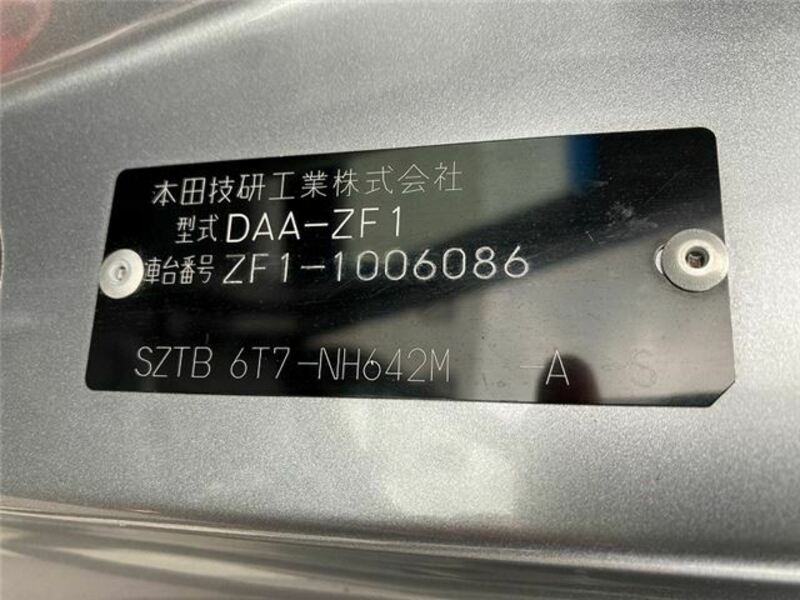 本田技研工業株式会社
型式 DAA-ZF1
車台番号 ZF1-1006086
SZTB 6T7-NH642M -A S